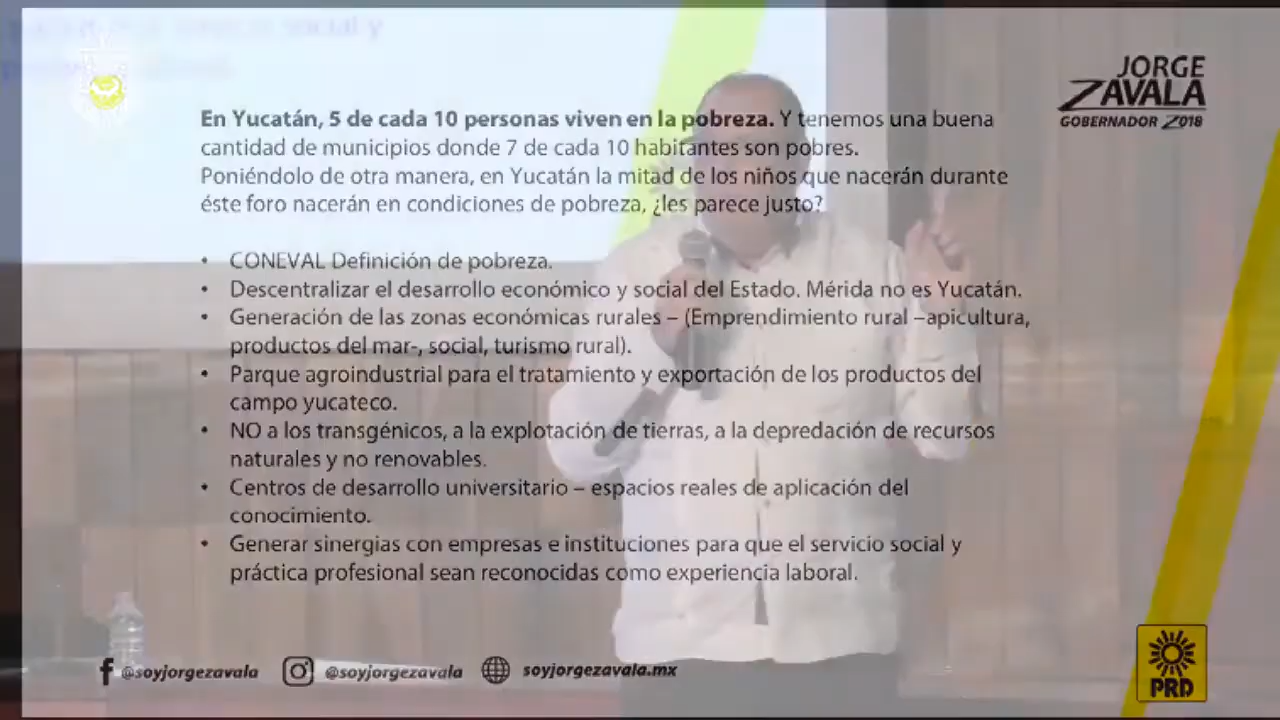 social y
JORGE
ZAVALA
GOBERNADOR 2018
En Yucatán, 5 de cada 10 personas viven en la pobreza. Y tenemos una buena
cantidad de municipios donde 7 de cada 10 habitantes son pobres.
Poniéndolo de otra manera, en Yucatán la mitad de los niños que nacerán durante
éste foro nacerán en condiciones de pobreza, ¿les parece justo?
• CONEVAL Definición de pobreza.
• Descentralizar el desarrollo económico y social del Estado. Mérida no es Yucatán.
• Generación de las zonas económicas rurales – (Emprendimiento rural –apicultura,
productos del mar-, social, turismo rural).
• Parque agroindustrial para el tratamiento y exportación de los productos del
campo yucateco.
• NO a los transgénicos, a la explotación de tierras, a la depredación de recursos
naturales y no renovables.
• Centros de desarrollo universitario – espacios reales de aplicación del
conocimiento.
• Generar sinergias con empresas e instituciones para que el servicio social y
práctica profesional sean reconocidas como experiencia laboral.
@soyjorgezavala @soyjorgezavala soyjorgezavala.mx
PRD